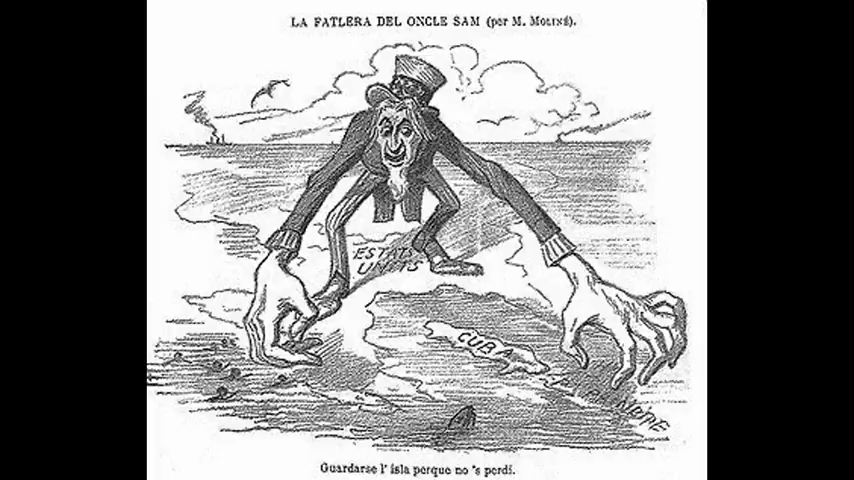 LA FATLERA DEL ONCLE SAM (per M. MOLINÉ).
ESTATS
UNITS
CUBA
Guardarse l' isla perque no 's perdi.